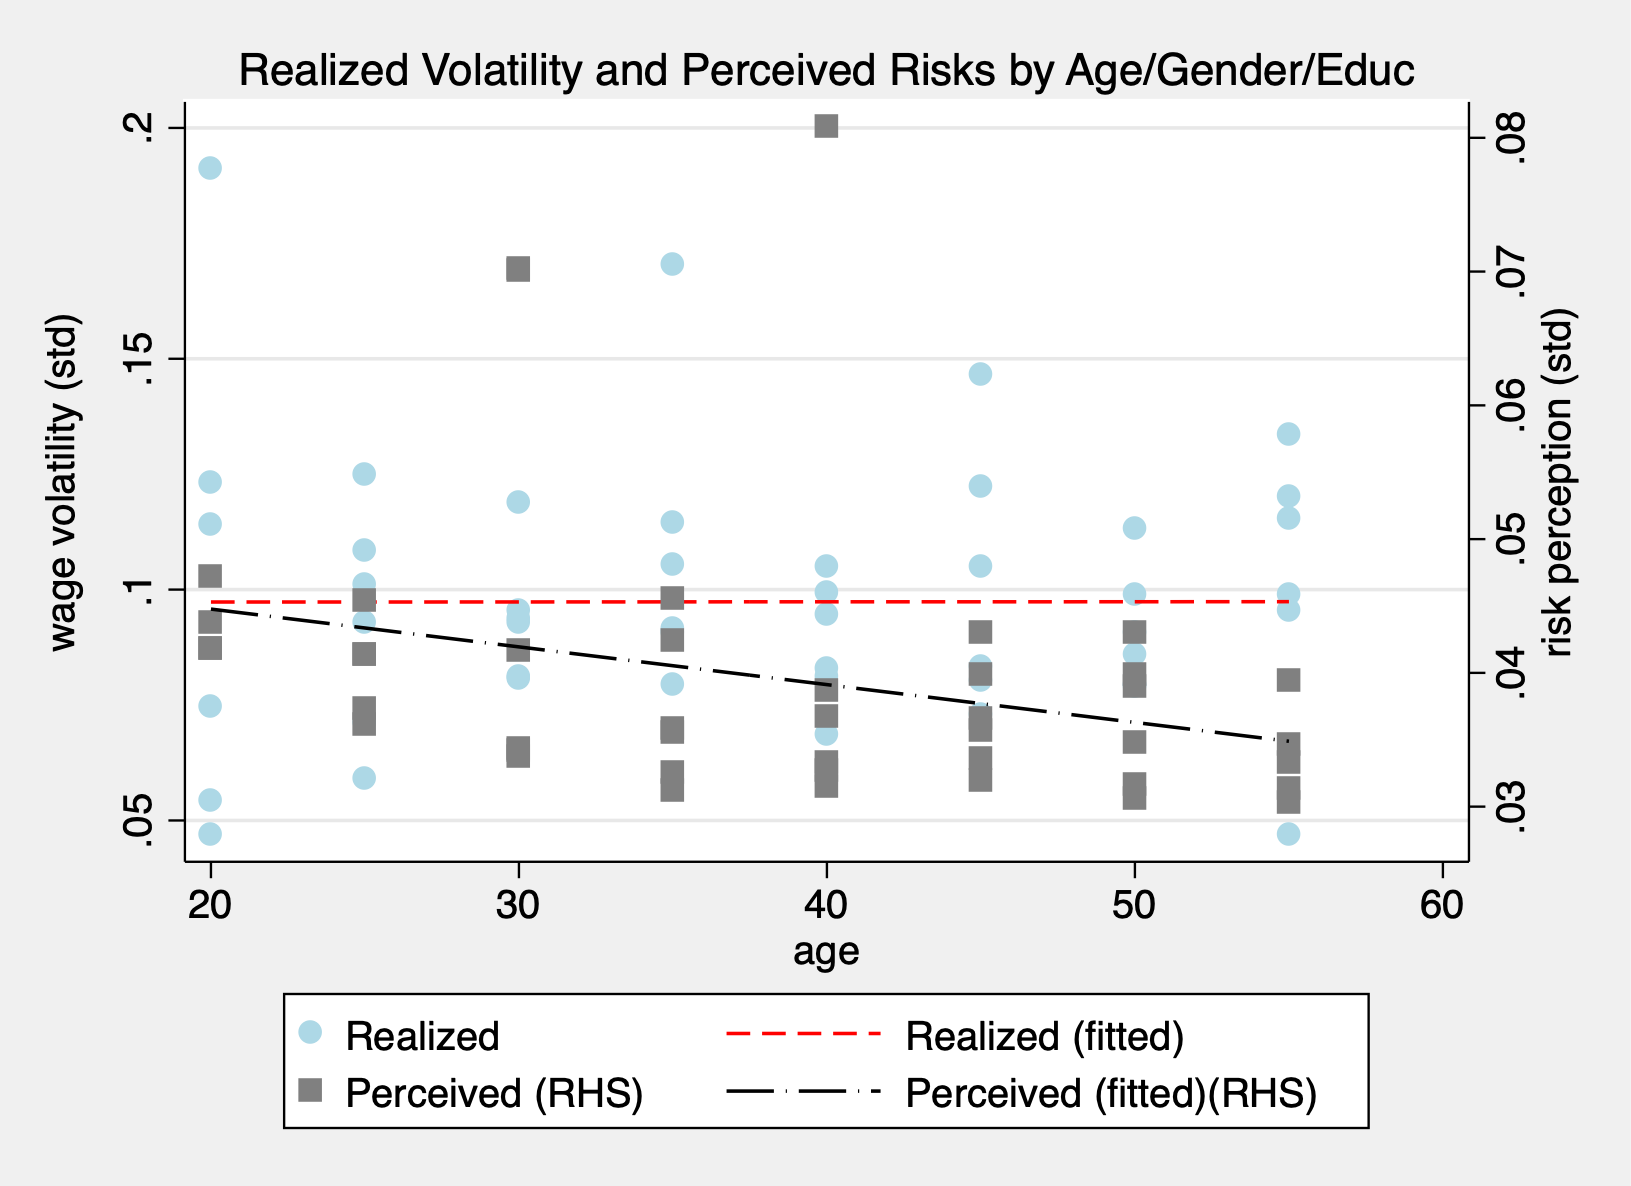 Realized Volatility and Perceived Risks by Age/Gender/Educ
wage volatility (std)
.2
.15
.1
.05
.08
.07
.06
.05
.04
.03
risk perception (std)
20 30 40 50 60
age
Realized
Realized (fitted)
Perceived (RHS)
Perceived (fitted)(RHS)